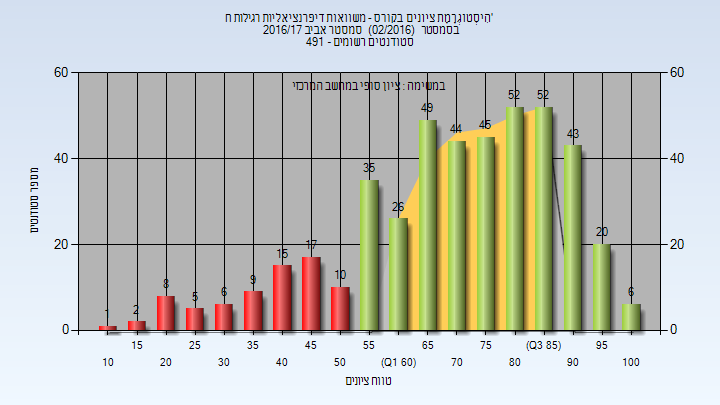 היסטוגרמת ציונים בקורס - משוואות דיפרנציאליות רגילות ח'
בסמסטר (02/2016) סמסטר אביב 2016/17
סטודנטים רשומים - 491
במשימה : ציון סופי במחשב המרכזי
60 60
40 40
20 20
0 0
1 2 8 5 6 9 15 17 10 35 26 49 44 45 52 52 43 20 6
מספר סטודנטים
15 25 35 45 55 65 75 (Q3 85) 95
10 20 30 40 50 (Q1 60) 70 80 90 100
טווח ציונים